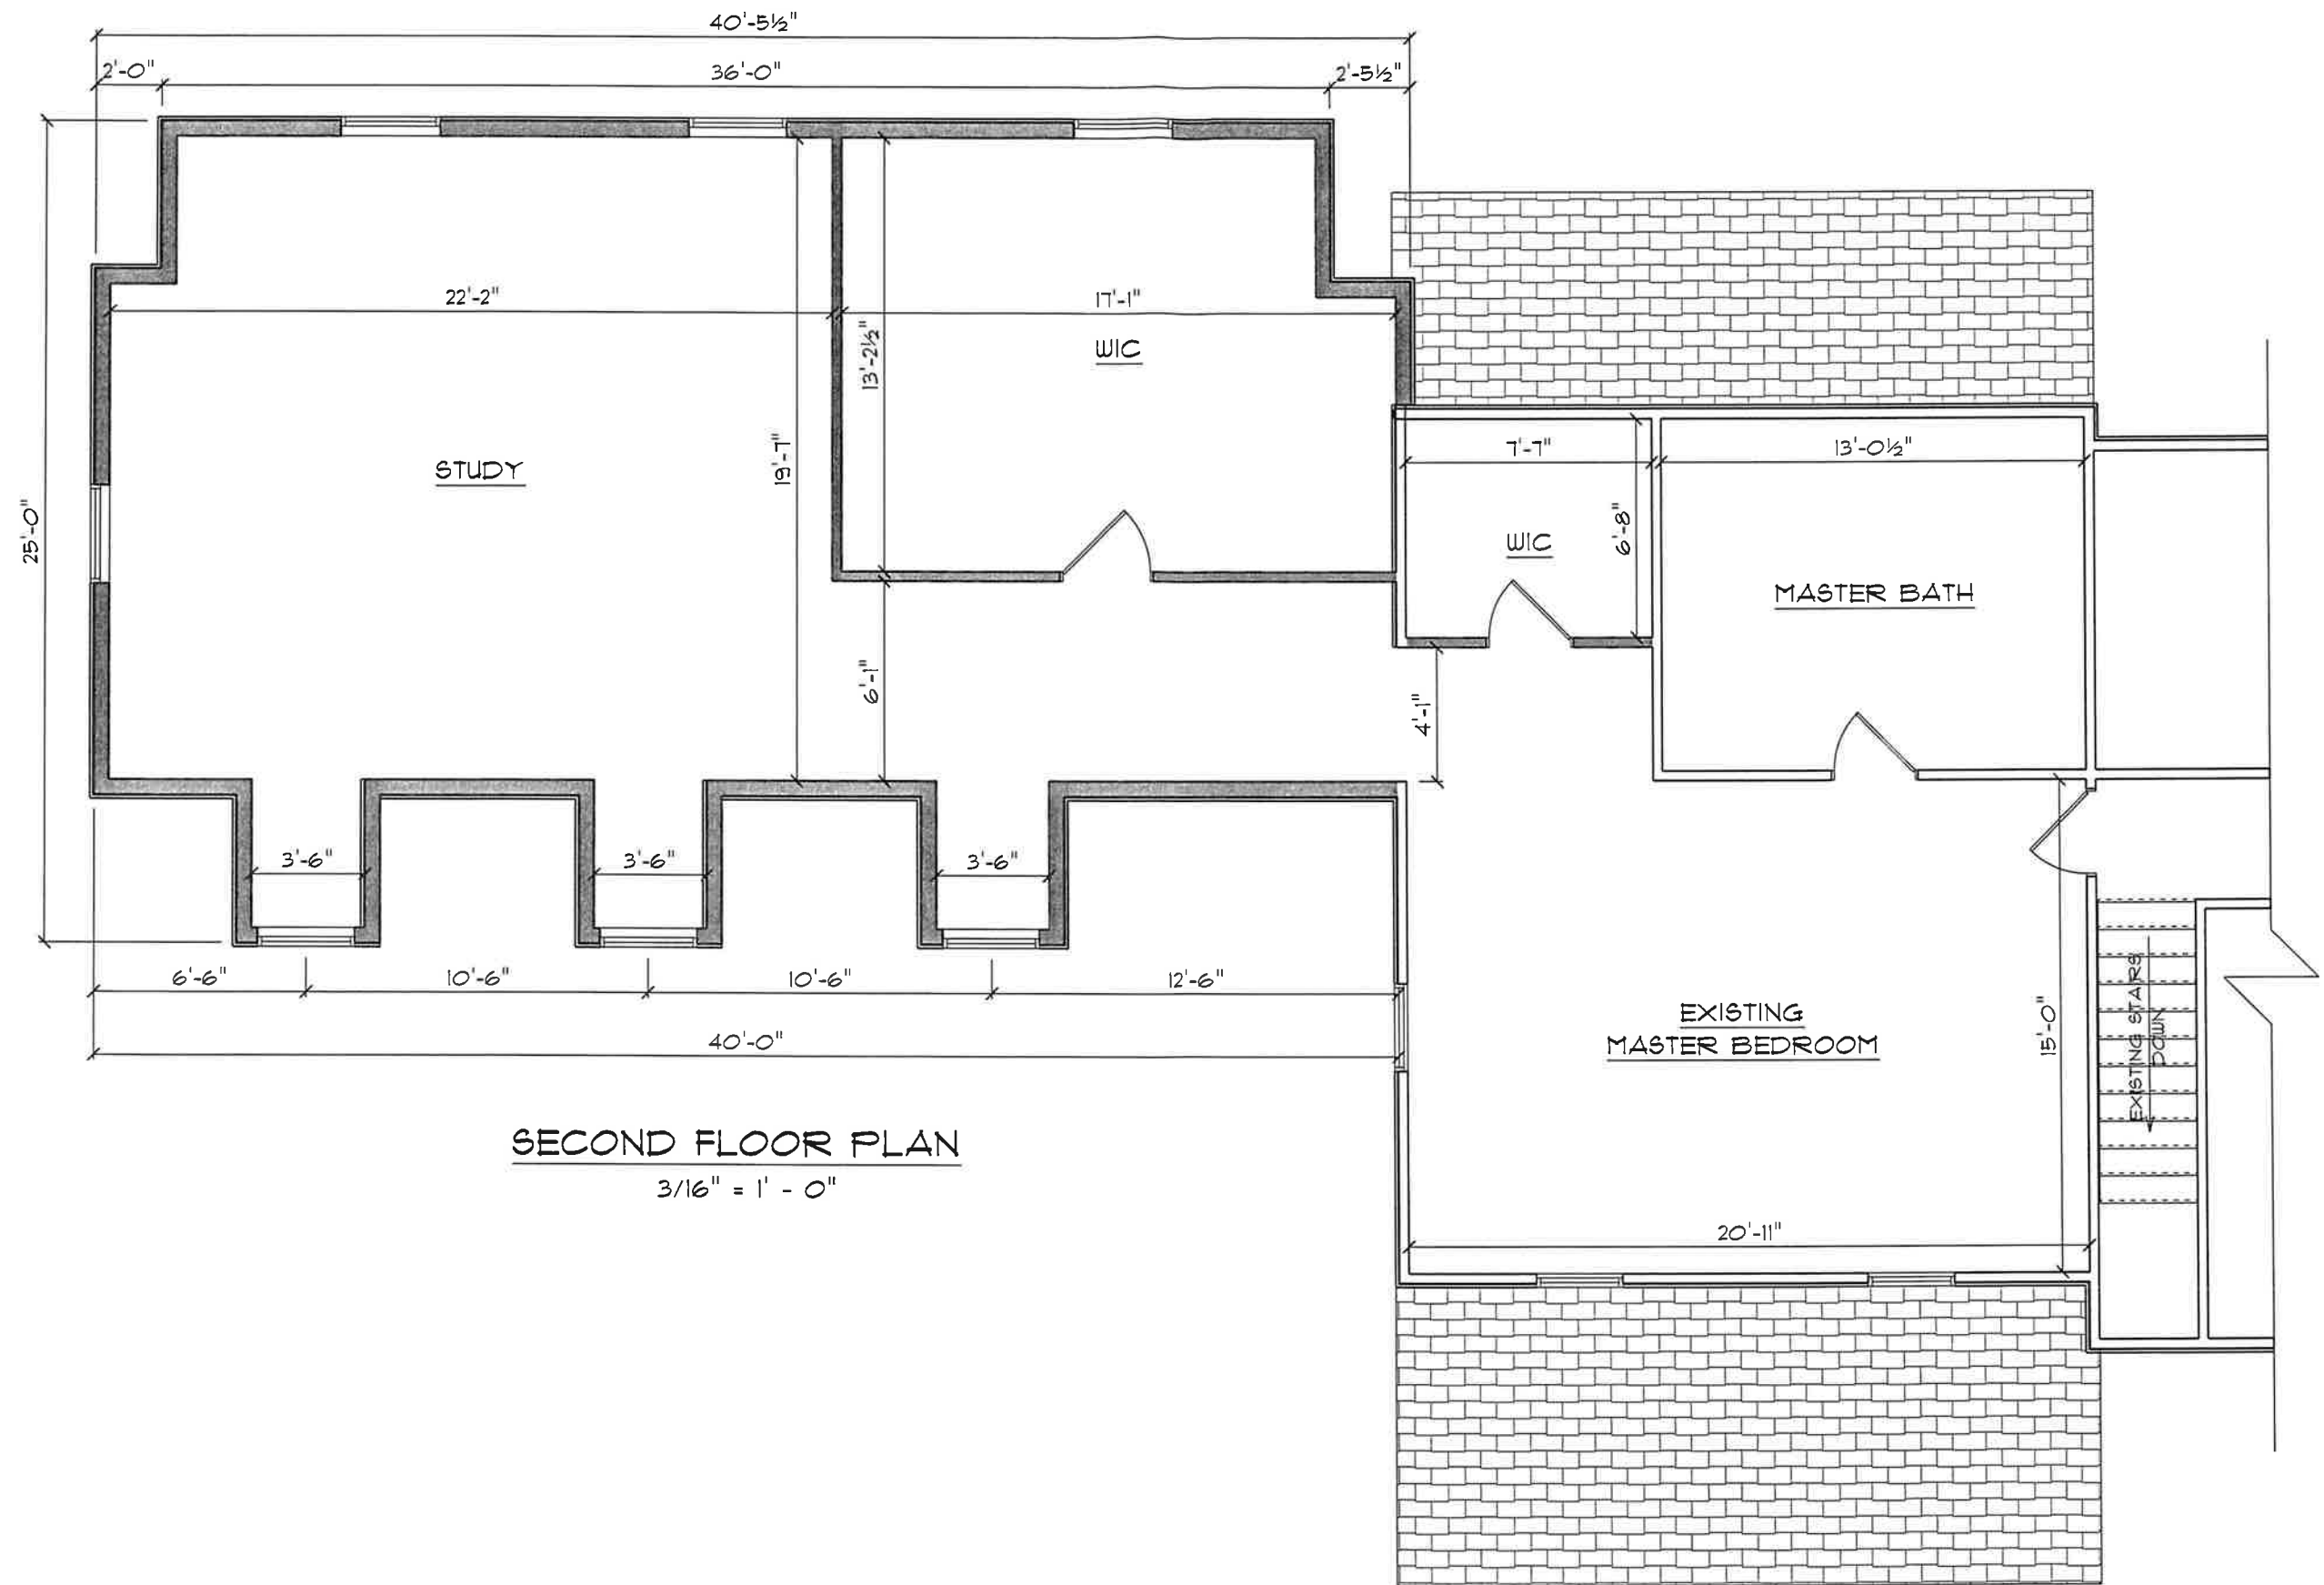 40'-5½"
2'-0"
36'-0"
2'-5½"
22'-2"
17'-1"
WIC
13'-2½"
19'-7"
STUDY
25'-0"
7'-7"
13'-0½"
WIC
6'-8"
MASTER BATH
6'-1"
4'-1"
3'-6"
3'-6"
3'-6"
6'-6"
10'-6"
10'-6"
12'-6"
40'-0"
EXISTING
MASTER BEDROOM
15'-0"
EXISTING STAIRS
DOWN
20'-11"
SECOND FLOOR PLAN
3/16" = 1' - 0"